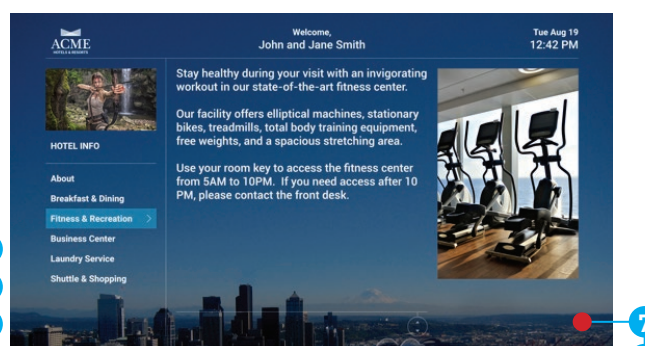 ACME
HOTELS & RESORTS
Welcome,
John and Jane Smith
Tue Aug 19
12:42 PM
HOTEL INFO
About
Breakfast & Dining
Fitness & Recreation
Business Center
Laundry Service
Shuttle & Shopping
Stay healthy during your visit with an invigorating
workout in our state-of-the-art fitness center.
Our facility offers elliptical machines, stationary
bikes, treadmills, total body training equipment,
free weights, and a spacious stretching area.
Use your room key to access the fitness center
from 5AM to 10PM.  If you need access after 10
PM, please contact the front desk.
7